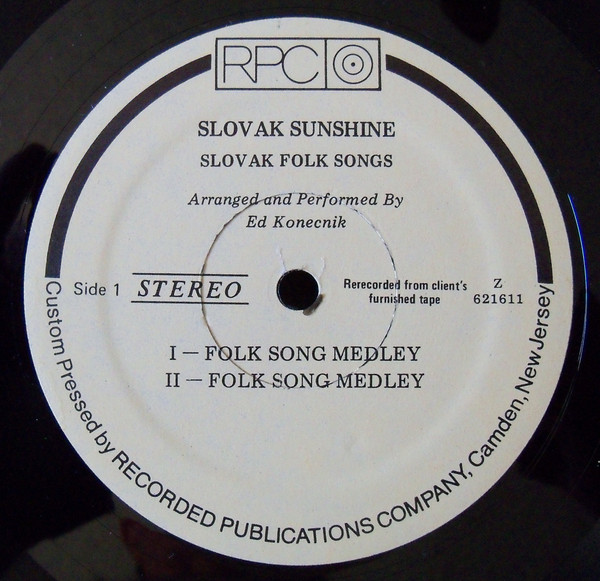 RPC
SLOVAK SUNSHINE
SLOVAK FOLK SONGS
Arranged and Performed By
Ed Konecnik
Side 1
STEREO
Rerecorded from client's
furnished tape
Z
621611
I — FOLK SONG MEDLEY
II — FOLK SONG MEDLEY
Custom Pressed by RECORDED PUBLICATIONS COMPANY, Camden, New Jersey